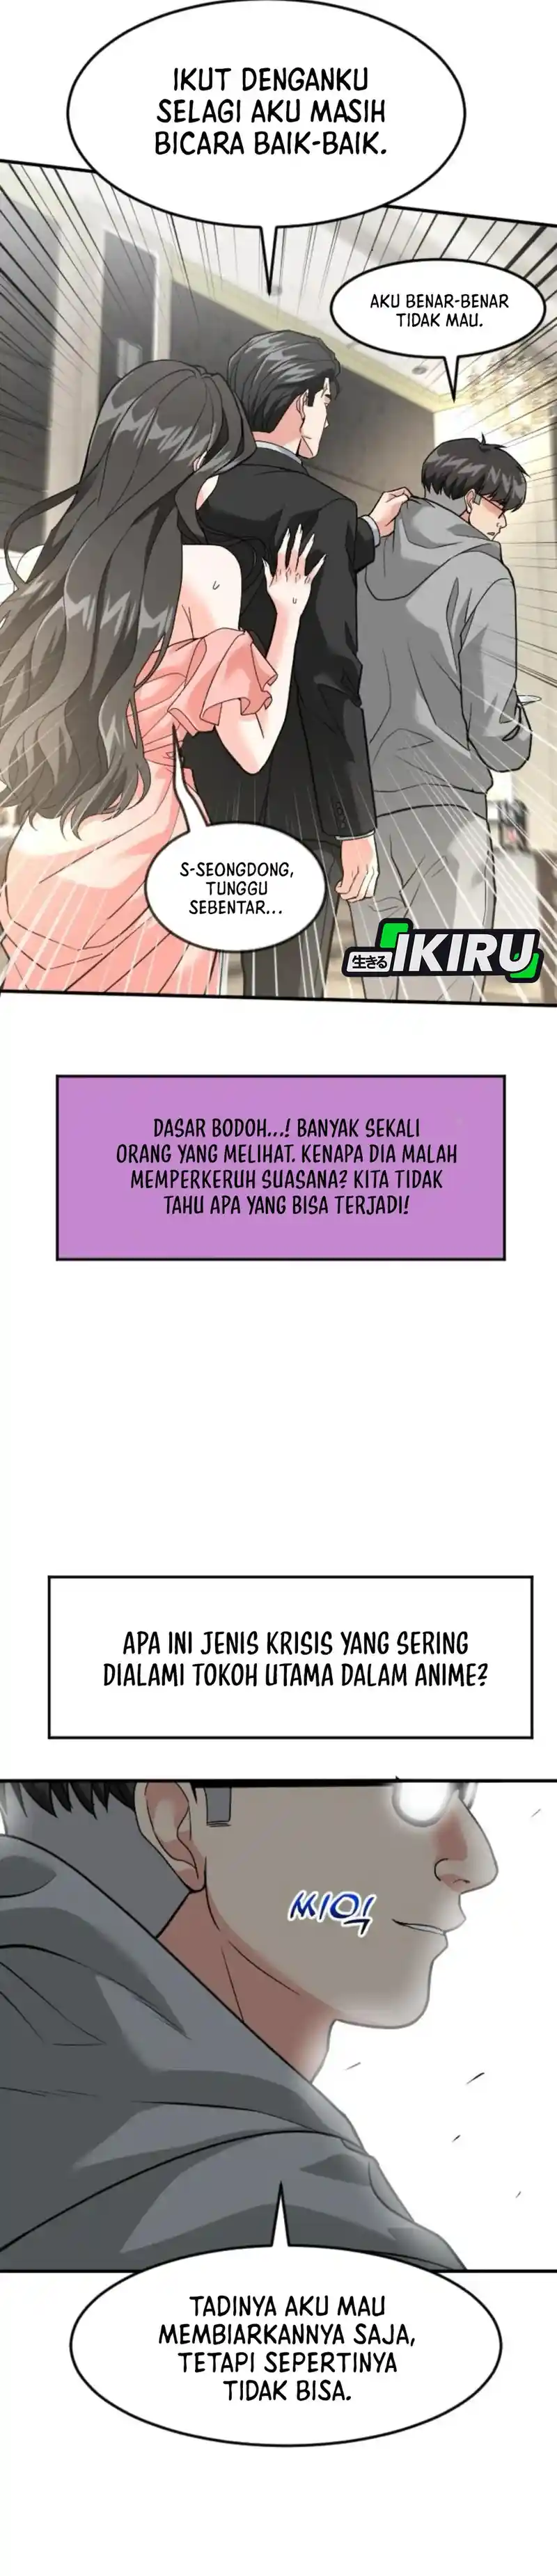 IKUT DENGANKU
SELAGI AKU MASIH
BICARA BAIK-BAIK.
AKU BENAR-BENAR
TIDAK MAU.
S-SEONGDONG,
TUNGGU
SEBENTAR...
生きる IKIRU
DASAR BODOH...! BANYAK SEKALI
ORANG YANG MELIHAT. KENAPA DIA MALAH
MEMPERKERUH SUASANA? KITA TIDAK
TAHU APA YANG BISA TERJADI!
APA INI JENIS KRISIS YANG SERING
DIALAMI TOKOH UTAMA DALAM ANIME?
씨익
TADINYA AKU MAU
MEMBIARKANNYA SAJA,
TETAPI SEPERTINYA
TIDAK BISA.